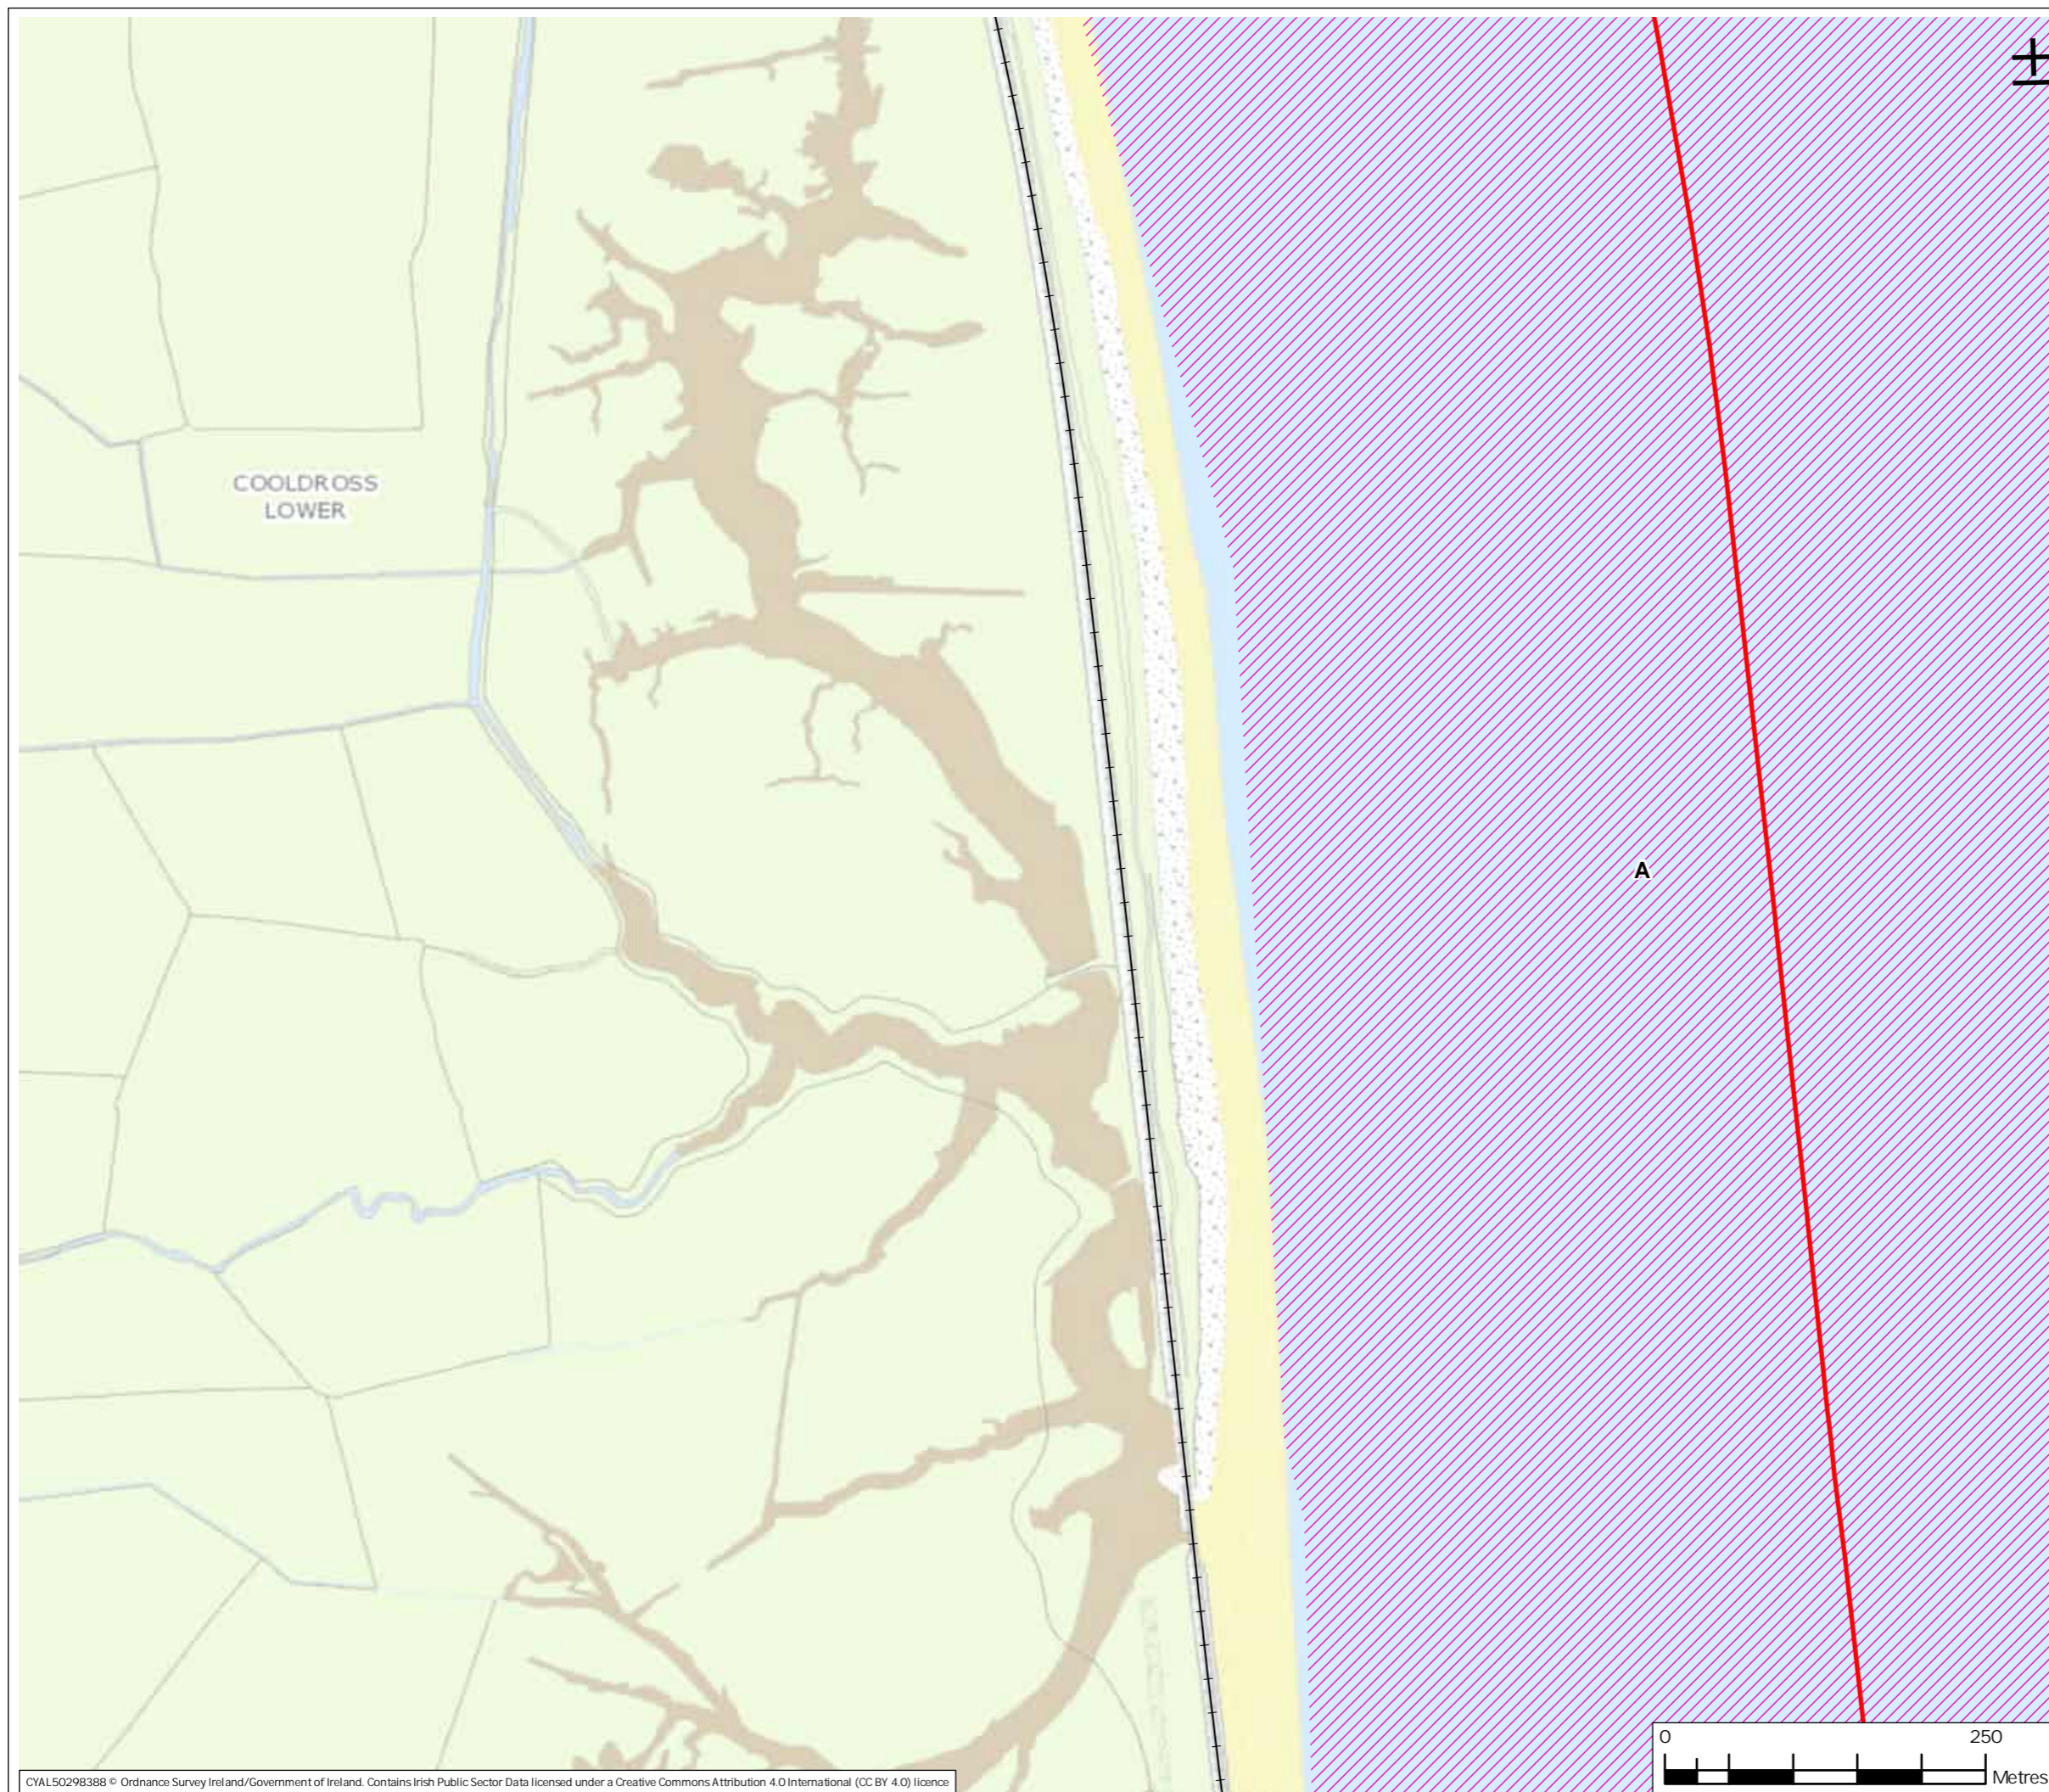 COOLDROSS
LOWER
A
0 250
Metres
CYAL50298388 © Ordnance Survey Ireland/Government of Ireland. Contains Irish Public Sector Data licensed under a Creative Commons Attribution 4.0 International (CC BY 4.0) licence